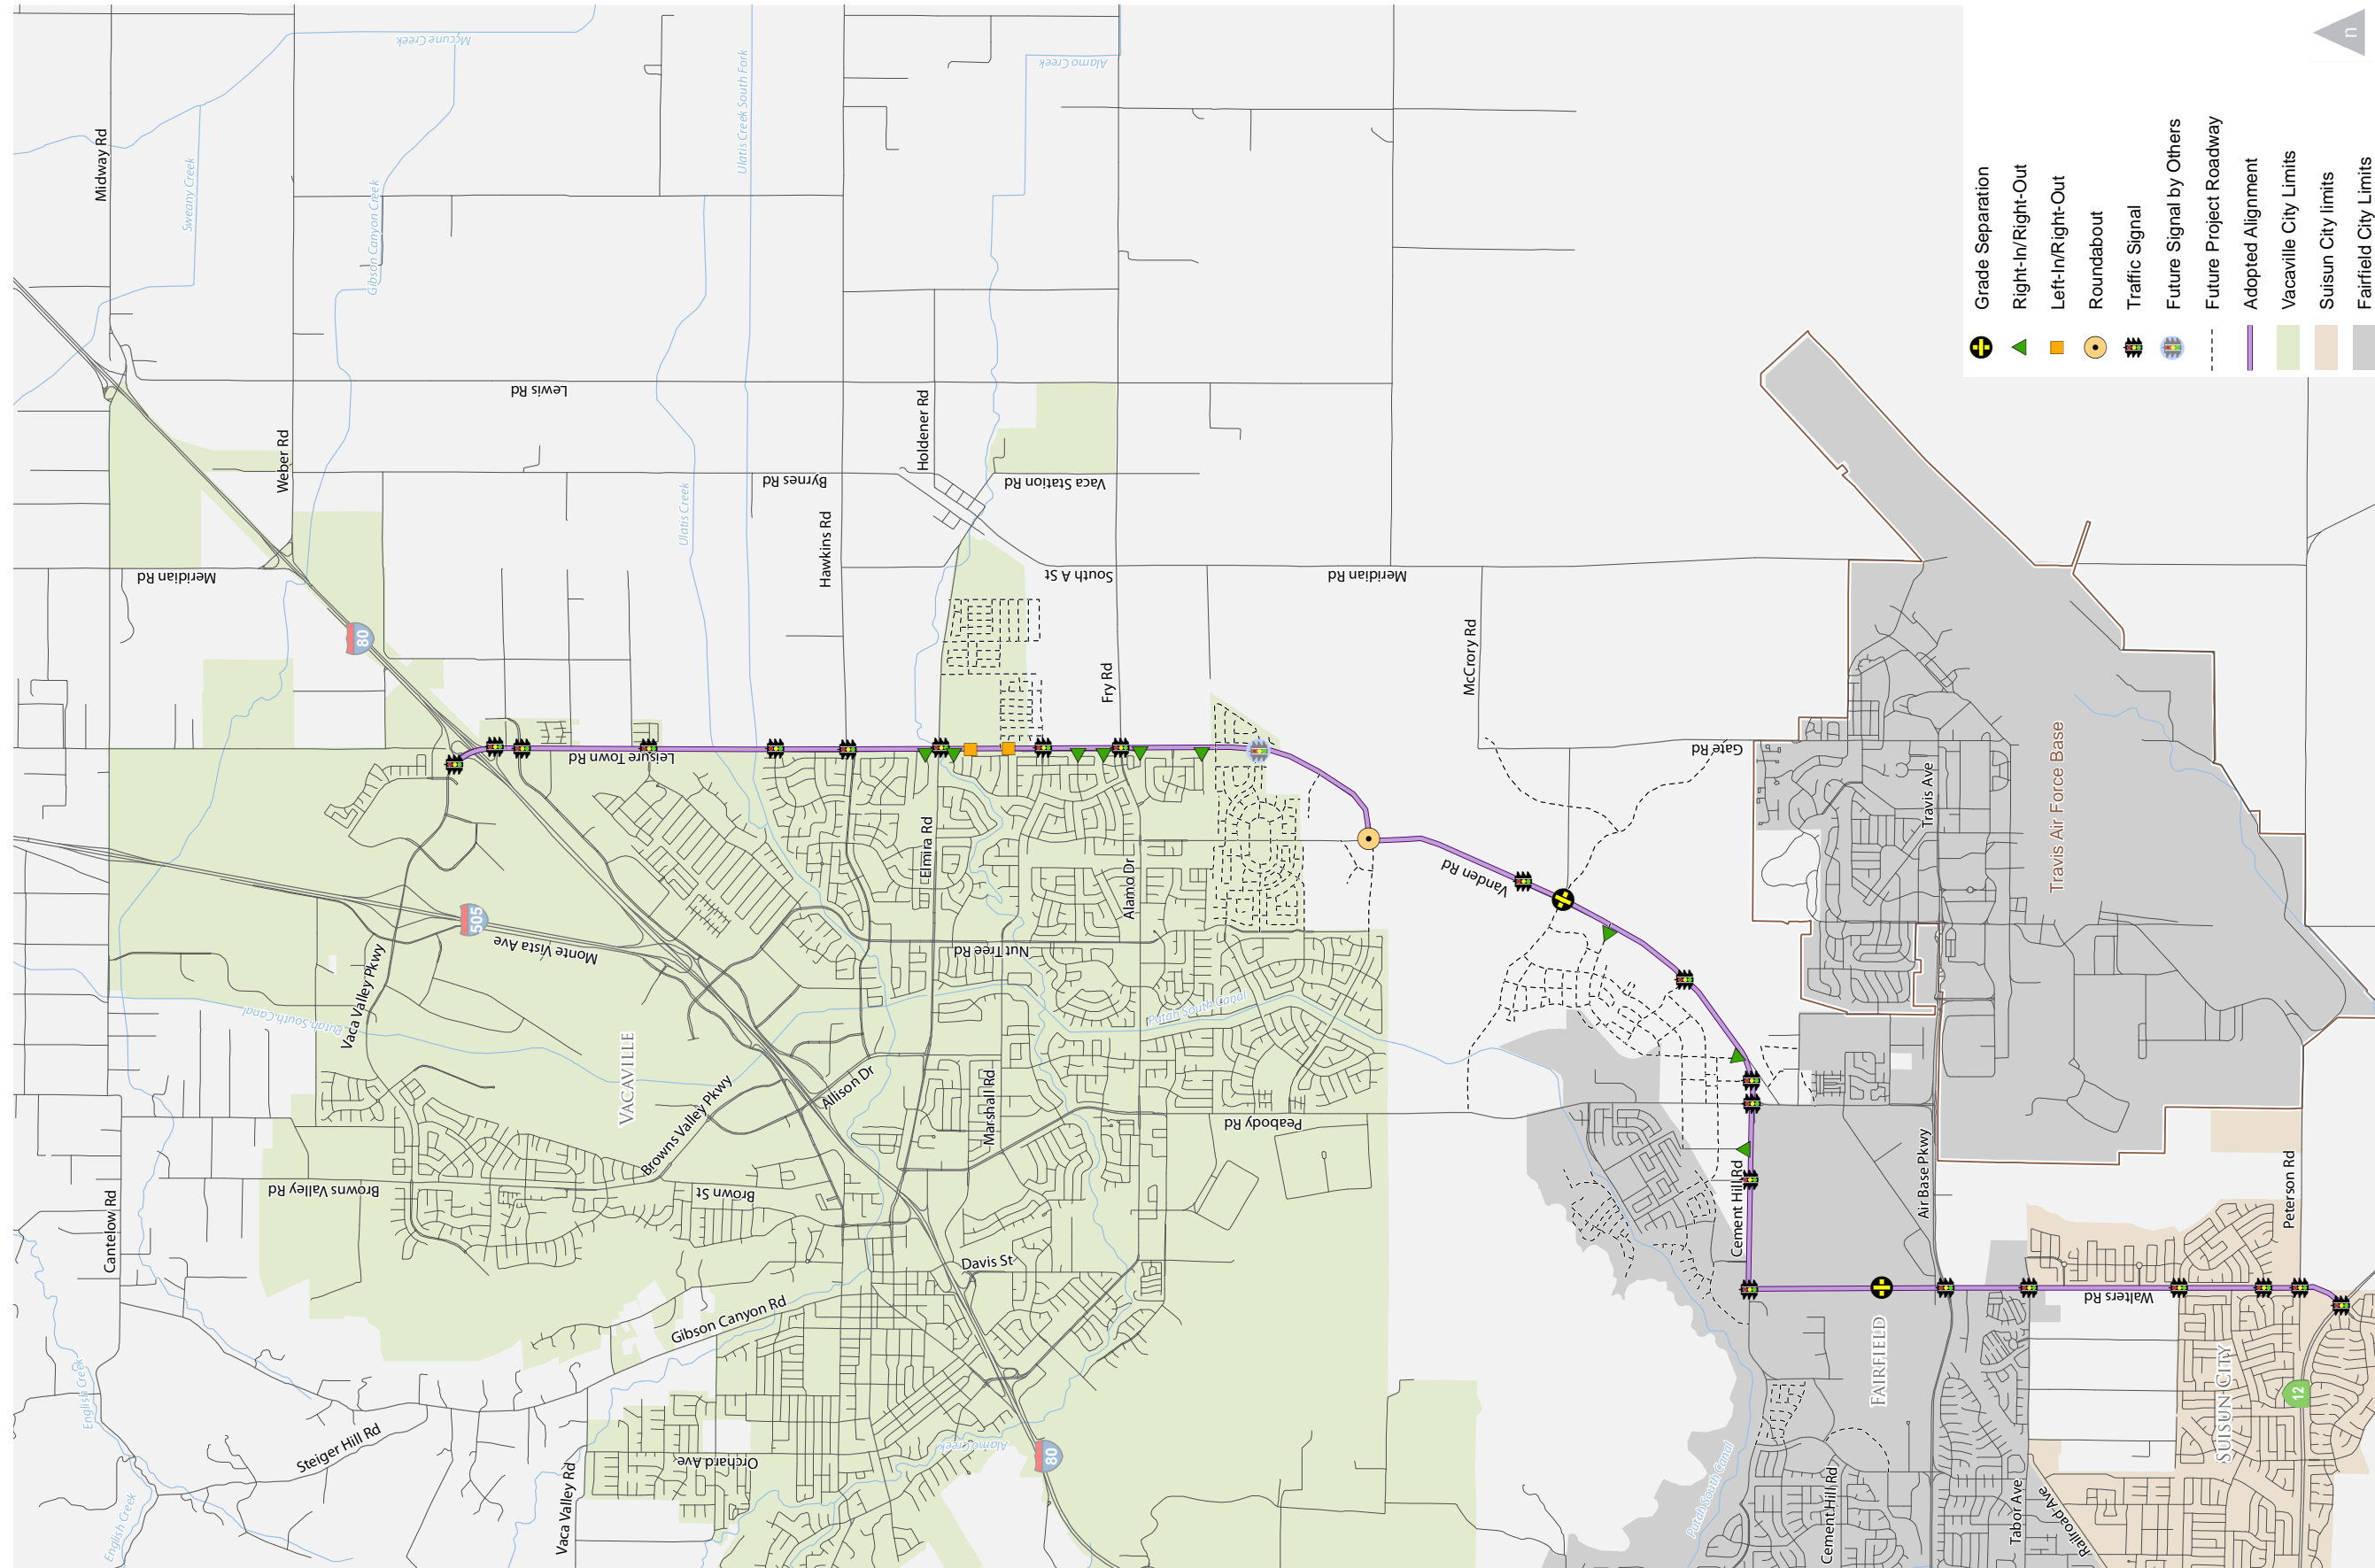 Mccune Creek
Midway Rd
Sweany Creek
Gibson Canyon Creek
Ulatis Creek South Fork
Alamo Creek
n
Grade Separation
Right-In/Right-Out
Left-In/Right-Out
Roundabout
Traffic Signal
Future Signal by Others
Future Project Roadway
Adopted Alignment
Vacaville City Limits
Suisun City limits
Fairfield City Limits
Lewis Rd
Holdener Rd
Weber Rd
Byrnes Rd
Vaca Station Rd
Ulatis Creek
Hawkins Rd
Meridian Rd
South A St
Meridian Rd
80
McCrory Rd
Fry Rd
Gate Rd
Leisure Town Rd
Travis Ave
Travis Air Force Base
Elmira Rd
Alamo Dr
Vanden Rd
505
Monte Vista Ave
Nut Tree Rd
Vaca Valley Pkwy
Putah South Canal
Putah South Canal
VACAVILLE
Allison Dr
Browns Valley Pkwy
Marshall Rd
Peabody Rd
Browns Valley Rd
Brown St
Cantelow Rd
Cement Hill Rd
Air Base Pkwy
Peterson Rd
Davis St
Walters Rd
Gibson Canyon Rd
English Creek
FAIRFIELD
SUISUN CITY
12
Steiger Hill Rd
Alamo Creek
80
Orchard Ave
Vaca Valley Rd
English Creek
Putah South Canal
Cement Hill Rd
Tabor Ave
Railroad Ave